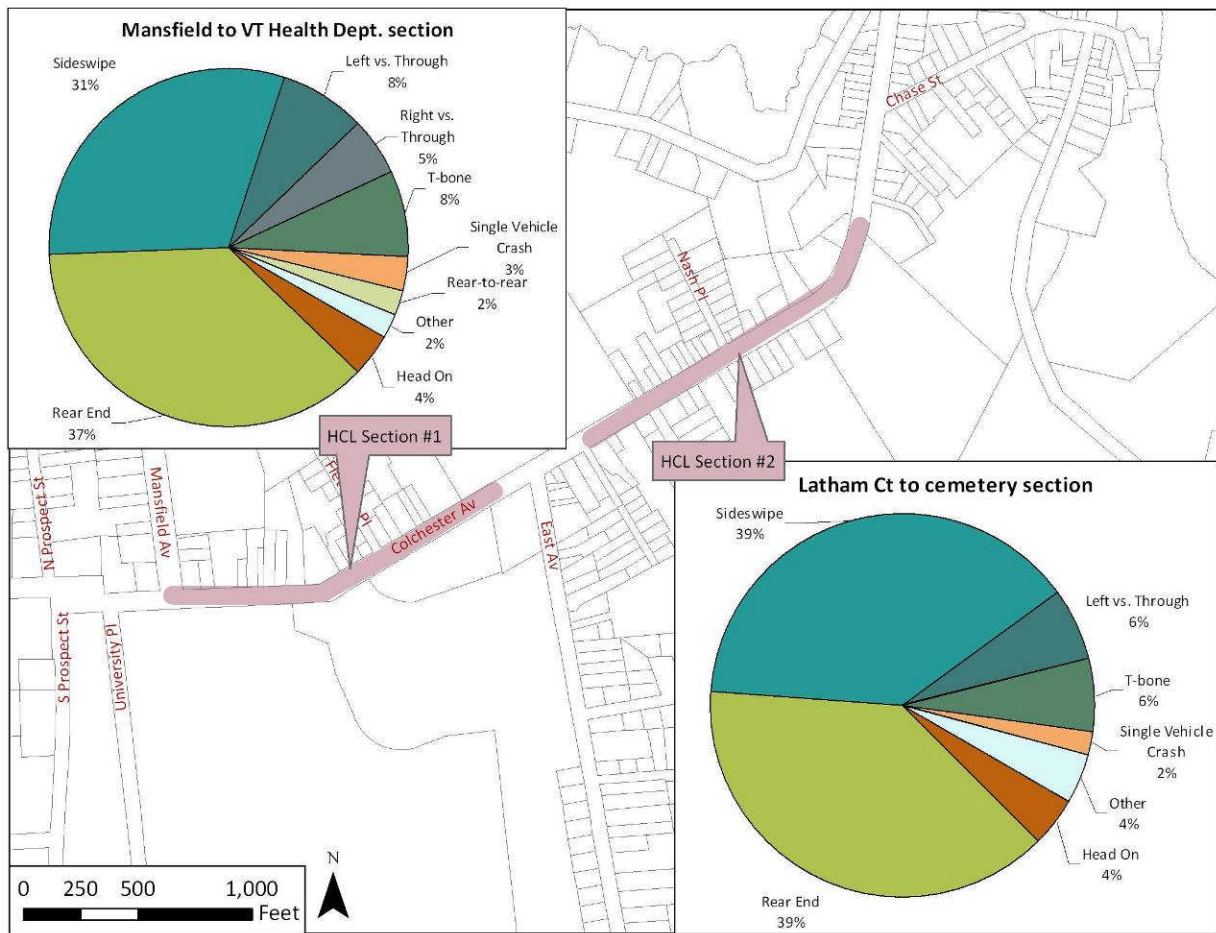 Mansfield to VT Health Dept. section
Sideswipe
31%
Left vs. Through
8%
Right vs.
Through
5%
T-bone
8%
Single Vehicle
Crash
3%
Rear-to-rear
2%
Other
2%
Head On
4%
Rear End
37%
Chase St
Nash Pl
HCL Section #1
HCL Section #2
N Prospect St
Mansfield Av
Pl
Colchester Av
East Av
S Prospect St
University Pl
Latham Ct to cemetery section
Sideswipe
39%
Left vs. Through
6%
T-bone
6%
Single Vehicle
Crash
2%
Other
4%
Head On
4%
Rear End
39%
0 250 500 1,000
Feet
N